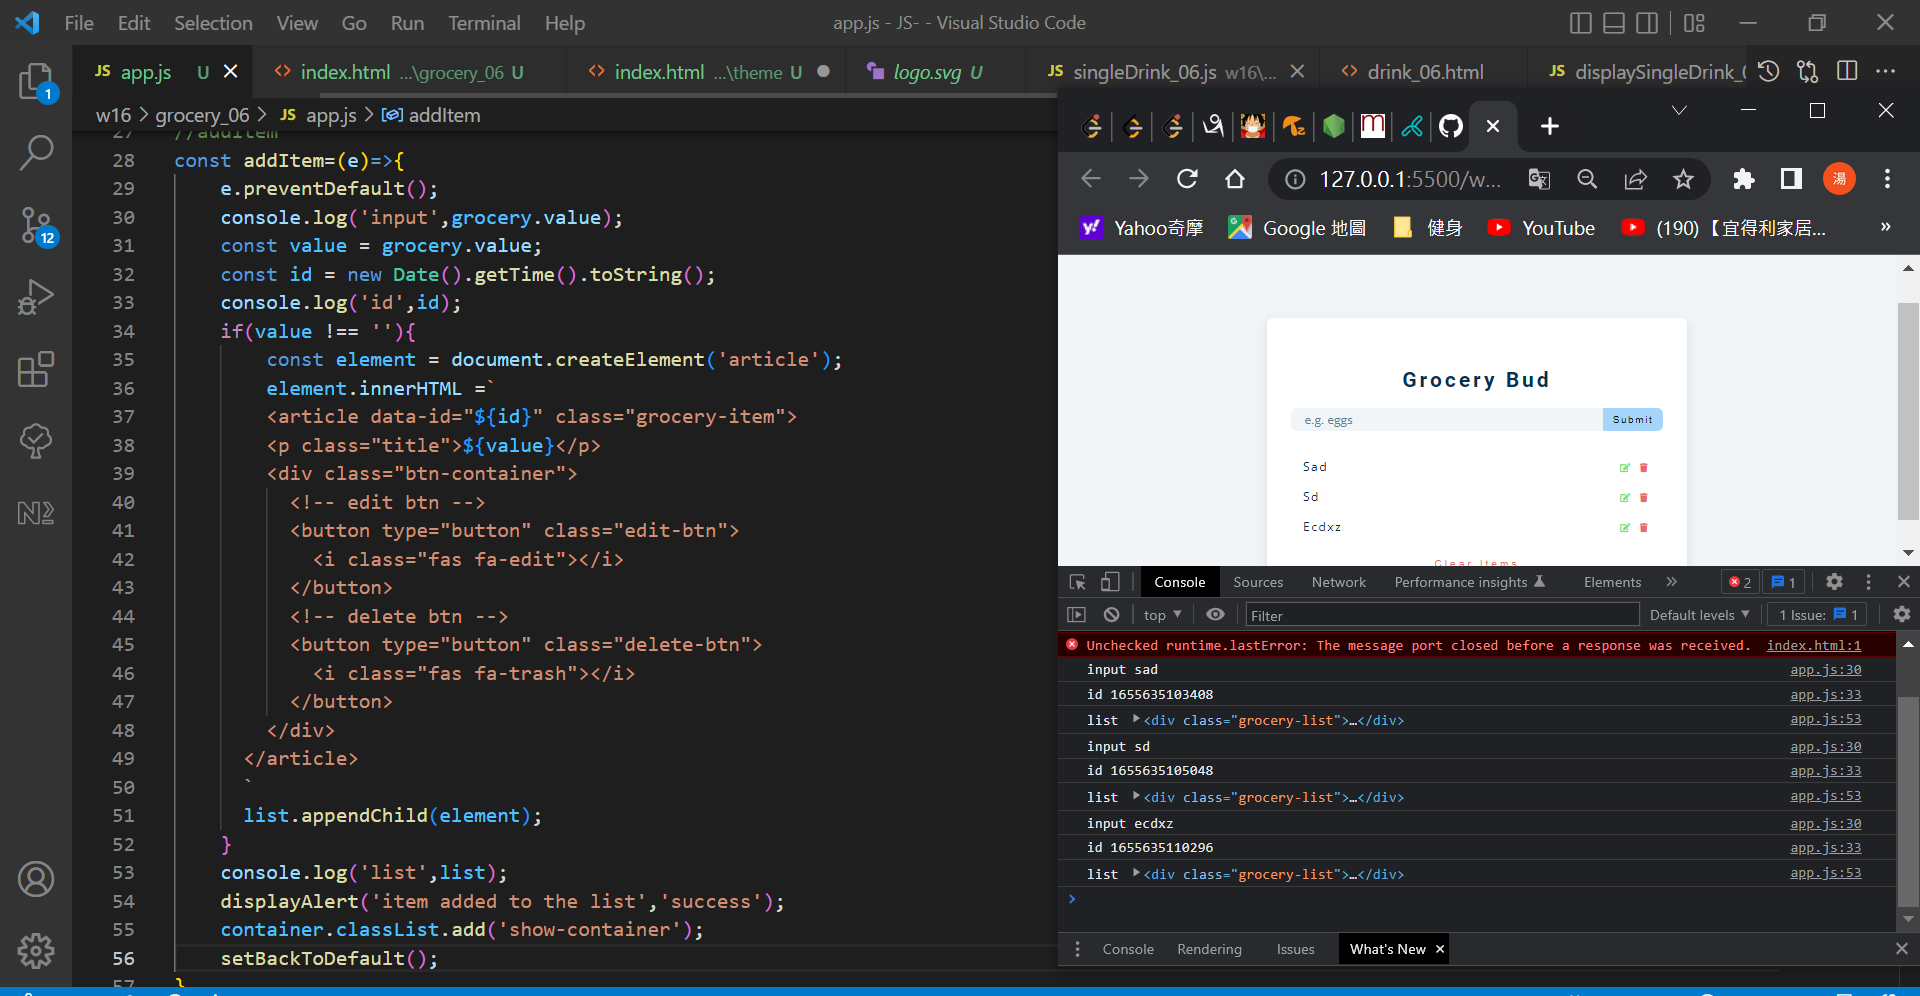 File Edit Selection View Go Run Terminal Help
app.js - JS- - Visual Studio Code
JS app.js U
<> index.html ...\grocery_06 U
<> index.html ...\theme U
logo.svg U
JS singleDrink_06.js w16\...
<> drink_06.html
JS displaySingleDrink_
w16 > grocery_06 > JS app.js > addItem
27 //addItem
28 const addItem=(e)=>{
29 e.preventDefault();
30 console.log('input',grocery.value);
31 const value = grocery.value;
32 const id = new Date().getTime().toString();
33 console.log('id',id);
34 if(value !== ''){
35 const element = document.createElement('article');
36 element.innerHTML =`
37 <article data-id="${id}" class="grocery-item">
38 <p class="title">${value}</p>
39 <div class="btn-container">
40 <!-- edit btn -->
41 <button type="button" class="edit-btn">
42 <i class="fas fa-edit"></i>
43 </button>
44 <!-- delete btn -->
45 <button type="button" class="delete-btn">
46 <i class="fas fa-trash"></i>
47 </button>
48 </div>
49 </article>
50 `
51 list.appendChild(element);
52 }
53 console.log('list',list);
54 displayAlert('item added to the list','success');
55 container.classList.add('show-container');
56 setBackToDefault();
57 }
1
12
127.0.0.1:5500/w...
湯
Yahoo奇摩
Google 地圖
健身
YouTube
(190) 【宜得利家居...
»
Grocery Bud
e.g. eggs
Submit
Sad
Sd
Ecdxz
Clear Items
Console Sources Network Performance insights Elements » 2 1
top Filter Default levels 1 Issue: 1
Unchecked runtime.lastError: The message port closed before a response was received. index.html:1
input sad app.js:30
id 1655635103408 app.js:33
list <div class="grocery-list">…</div> app.js:53
input sd app.js:30
id 1655635105048 app.js:33
list <div class="grocery-list">…</div> app.js:53
input ecdxz app.js:30
id 1655635110296 app.js:33
list <div class="grocery-list">…</div> app.js:53
Console Rendering Issues What's New